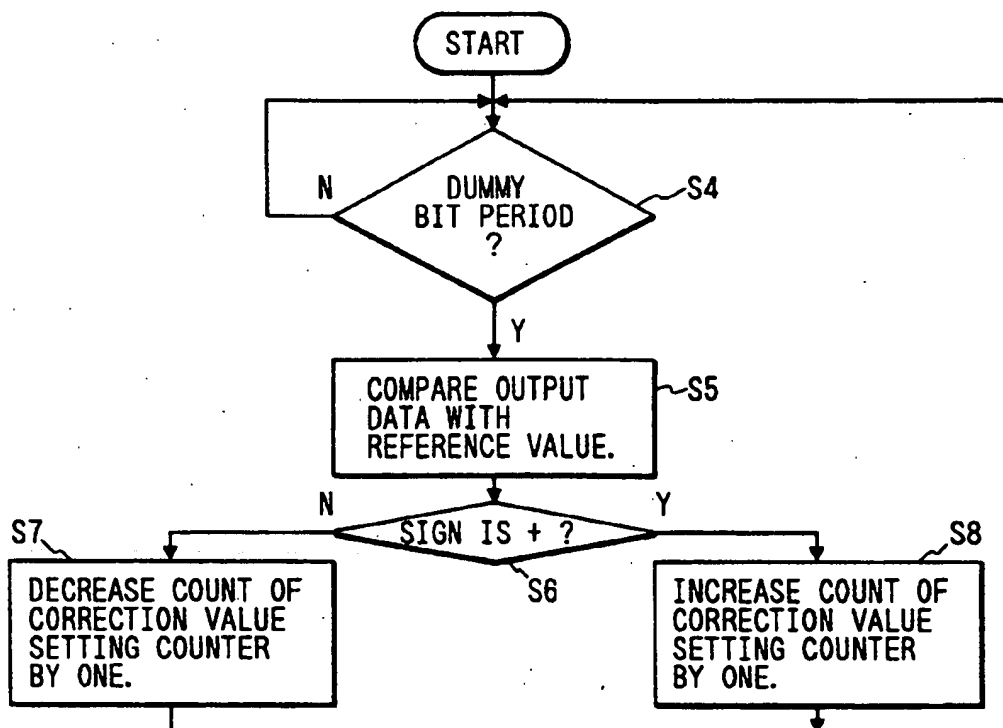 START
N
DUMMY
BIT PERIOD
?
S4
Y
COMPARE OUTPUT
DATA WITH
REFERENCE VALUE.
S5
N
Y
SIGN IS + ?
S6
S7
DECREASE COUNT OF
CORRECTION VALUE
SETTING COUNTER
BY ONE.
S8
INCREASE COUNT OF
CORRECTION VALUE
SETTING COUNTER
BY ONE.